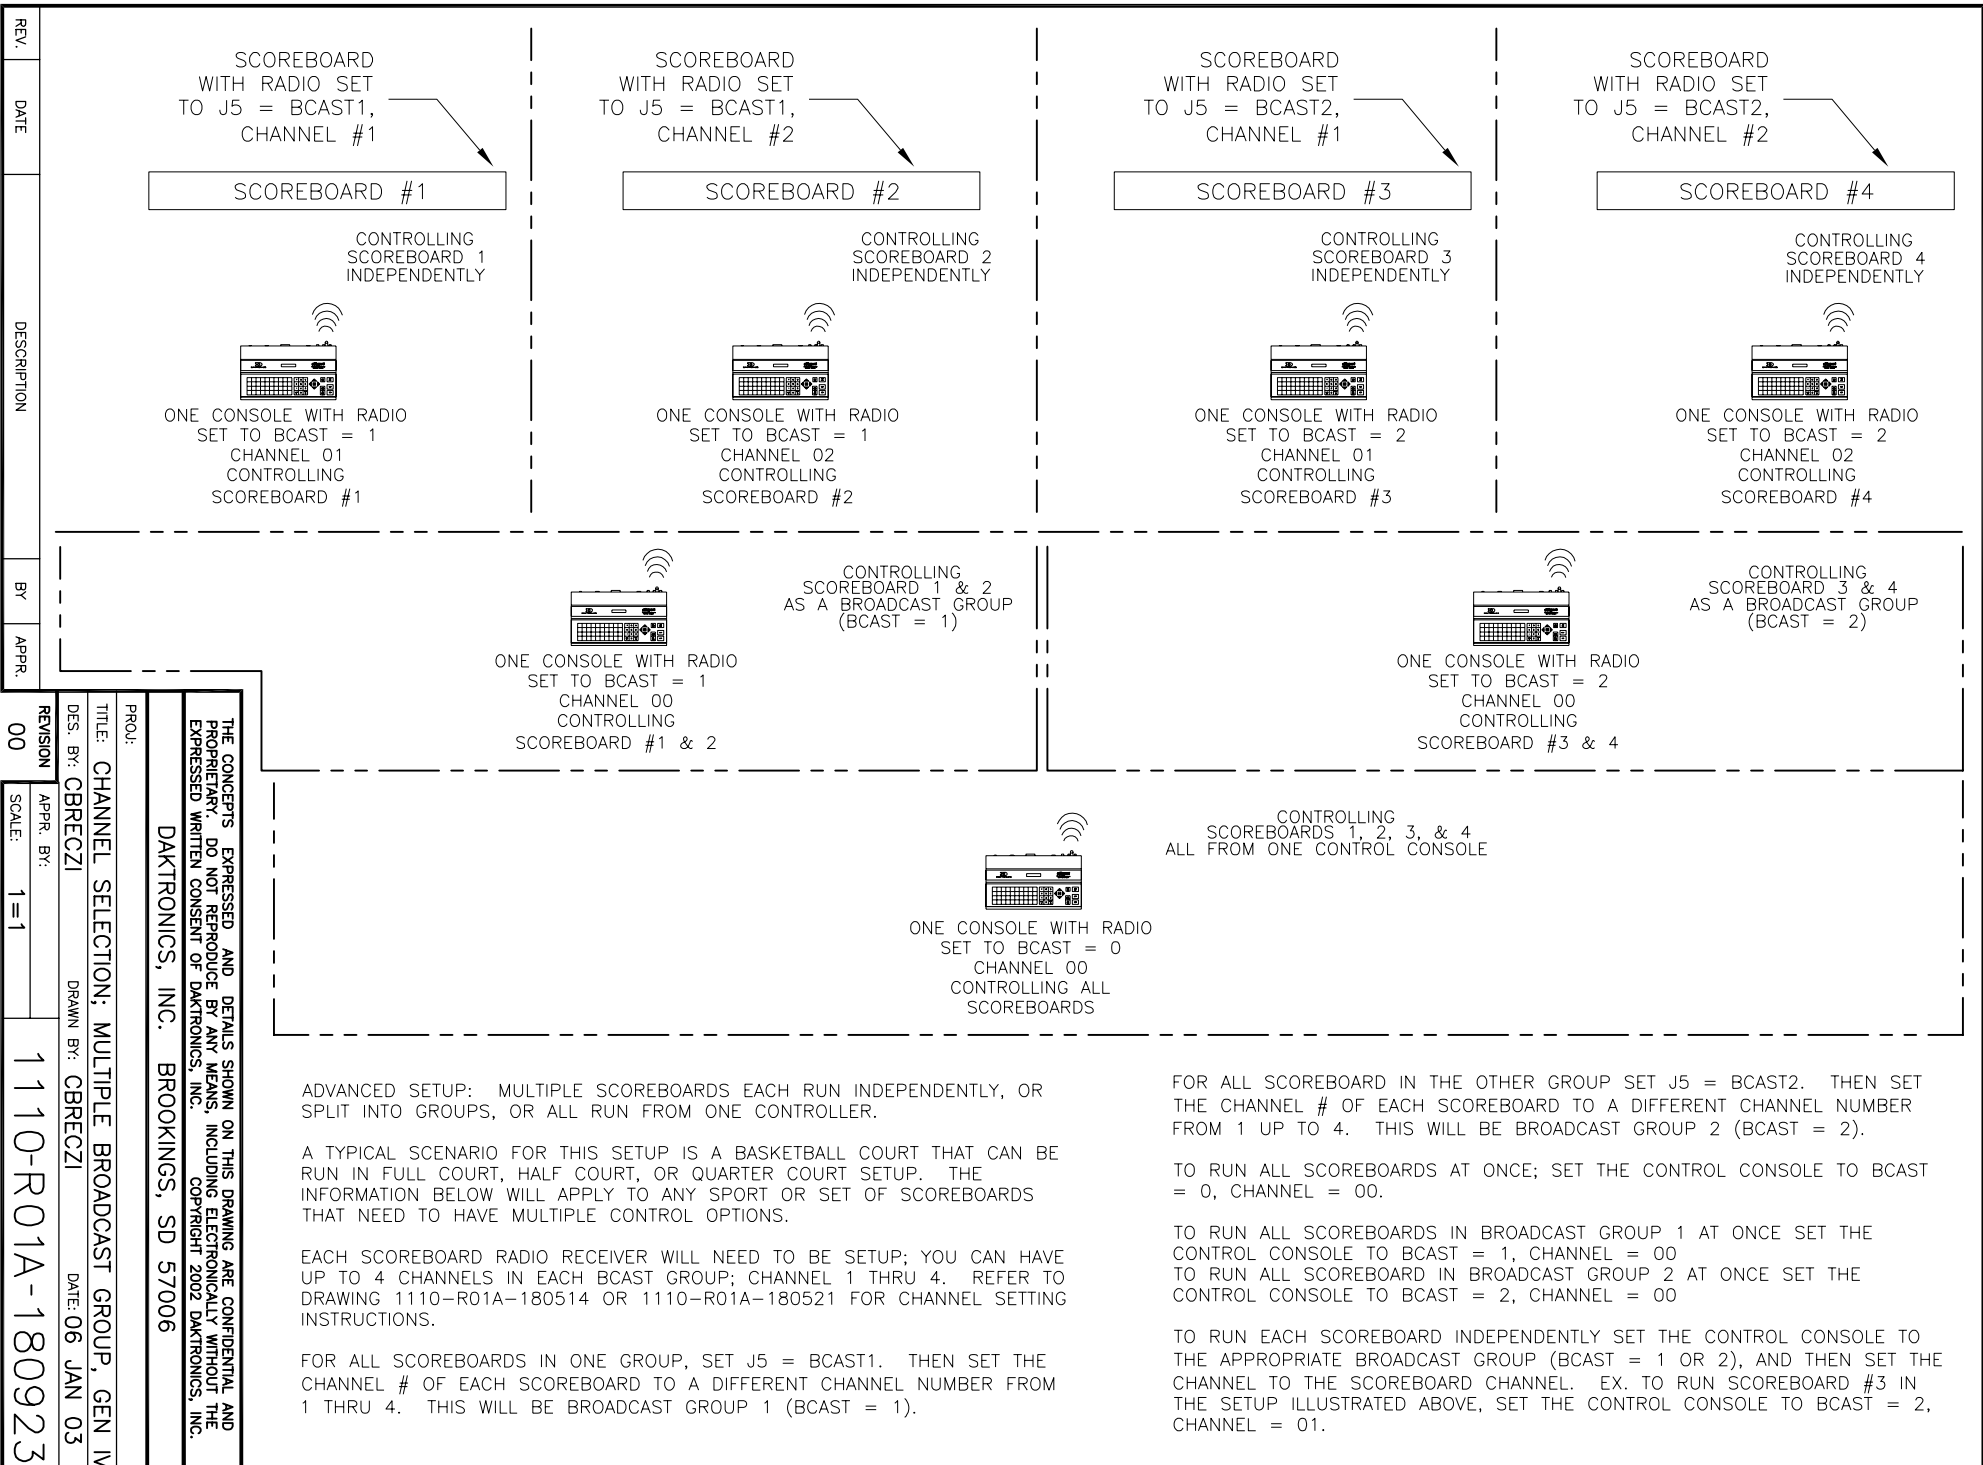 SCOREBOARD
WITH RADIO SET
TO J5 = BCAST1,
CHANNEL #1
SCOREBOARD #1
CONTROLLING
SCOREBOARD 1
INDEPENDENTLY
ONE CONSOLE WITH RADIO
SET TO BCAST = 1
CHANNEL 01
CONTROLLING
SCOREBOARD #1
SCOREBOARD
WITH RADIO SET
TO J5 = BCAST1,
CHANNEL #2
SCOREBOARD #2
CONTROLLING
SCOREBOARD 2
INDEPENDENTLY
ONE CONSOLE WITH RADIO
SET TO BCAST = 1
CHANNEL 02
CONTROLLING
SCOREBOARD #2
SCOREBOARD
WITH RADIO SET
TO J5 = BCAST2,
CHANNEL #1
SCOREBOARD #3
CONTROLLING
SCOREBOARD 3
INDEPENDENTLY
ONE CONSOLE WITH RADIO
SET TO BCAST = 2
CHANNEL 01
CONTROLLING
SCOREBOARD #3
SCOREBOARD
WITH RADIO SET
TO J5 = BCAST2,
CHANNEL #2
SCOREBOARD #4
CONTROLLING
SCOREBOARD 4
INDEPENDENTLY
ONE CONSOLE WITH RADIO
SET TO BCAST = 2
CHANNEL 02
CONTROLLING
SCOREBOARD #4
CONTROLLING
SCOREBOARD 1 & 2
AS A BROADCAST GROUP
(BCAST = 1)
ONE CONSOLE WITH RADIO
SET TO BCAST = 1
CHANNEL 00
CONTROLLING
SCOREBOARD #1 & 2
CONTROLLING
SCOREBOARD 3 & 4
AS A BROADCAST GROUP
(BCAST = 2)
ONE CONSOLE WITH RADIO
SET TO BCAST = 2
CHANNEL 00
CONTROLLING
SCOREBOARD #3 & 4
CONTROLLING
SCOREBOARDS 1, 2, 3, & 4
ALL FROM ONE CONTROL CONSOLE
ONE CONSOLE WITH RADIO
SET TO BCAST = 0
CHANNEL 00
CONTROLLING ALL
SCOREBOARDS
ADVANCED SETUP: MULTIPLE SCOREBOARDS EACH RUN INDEPENDENTLY, OR
SPLIT INTO GROUPS, OR ALL RUN FROM ONE CONTROLLER.
A TYPICAL SCENARIO FOR THIS SETUP IS A BASKETBALL COURT THAT CAN BE
RUN IN FULL COURT, HALF COURT, OR QUARTER COURT SETUP. THE
INFORMATION BELOW WILL APPLY TO ANY SPORT OR SET OF SCOREBOARDS
THAT NEED TO HAVE MULTIPLE CONTROL OPTIONS.
EACH SCOREBOARD RADIO RECEIVER WILL NEED TO BE SETUP; YOU CAN HAVE
UP TO 4 CHANNELS IN EACH BCAST GROUP; CHANNEL 1 THRU 4. REFER TO
DRAWING 1110-R01A-180514 OR 1110-R01A-180521 FOR CHANNEL SETTING
INSTRUCTIONS.
FOR ALL SCOREBOARDS IN ONE GROUP, SET J5 = BCAST1. THEN SET THE
CHANNEL # OF EACH SCOREBOARD TO A DIFFERENT CHANNEL NUMBER FROM
1 THRU 4. THIS WILL BE BROADCAST GROUP 1 (BCAST = 1).
FOR ALL SCOREBOARD IN THE OTHER GROUP SET J5 = BCAST2. THEN SET
THE CHANNEL # OF EACH SCOREBOARD TO A DIFFERENT CHANNEL NUMBER
FROM 1 UP TO 4. THIS WILL BE BROADCAST GROUP 2 (BCAST = 2).
TO RUN ALL SCOREBOARDS AT ONCE; SET THE CONTROL CONSOLE TO BCAST
= 0, CHANNEL = 00.
TO RUN ALL SCOREBOARDS IN BROADCAST GROUP 1 AT ONCE SET THE
CONTROL CONSOLE TO BCAST = 1, CHANNEL = 00
TO RUN ALL SCOREBOARD IN BROADCAST GROUP 2 AT ONCE SET THE
CONTROL CONSOLE TO BCAST = 2, CHANNEL = 00
TO RUN EACH SCOREBOARD INDEPENDENTLY SET THE CONTROL CONSOLE TO
THE APPROPRIATE BROADCAST GROUP (BCAST = 1 OR 2), AND THEN SET THE
CHANNEL TO THE SCOREBOARD CHANNEL. EX. TO RUN SCOREBOARD #3 IN
THE SETUP ILLUSTRATED ABOVE, SET THE CONTROL CONSOLE TO BCAST = 2,
CHANNEL = 01.
THE CONCEPTS EXPRESSED AND DETAILS SHOWN ON THIS DRAWING ARE CONFIDENTIAL AND
PROPRIETARY. DO NOT REPRODUCE BY ANY MEANS, INCLUDING ELECTRONICALLY WITHOUT THE
EXPRESSED WRITTEN CONSENT OF DAKTRONICS, INC. COPYRIGHT 2002 DAKTRONICS, INC.
DAKTRONICS, INC. BROOKINGS, SD 57006
PROJ:
TITLE: CHANNEL SELECTION; MULTIPLE BROADCAST GROUP, GEN IV
DES. BY: CBRECZI DRAWN BY: CBRECZI DATE: 06 JAN 03
REVISION
00
APPR. BY:
SCALE: 1=1
1110-R01A-180923
REV. DATE DESCRIPTION BY APPR.